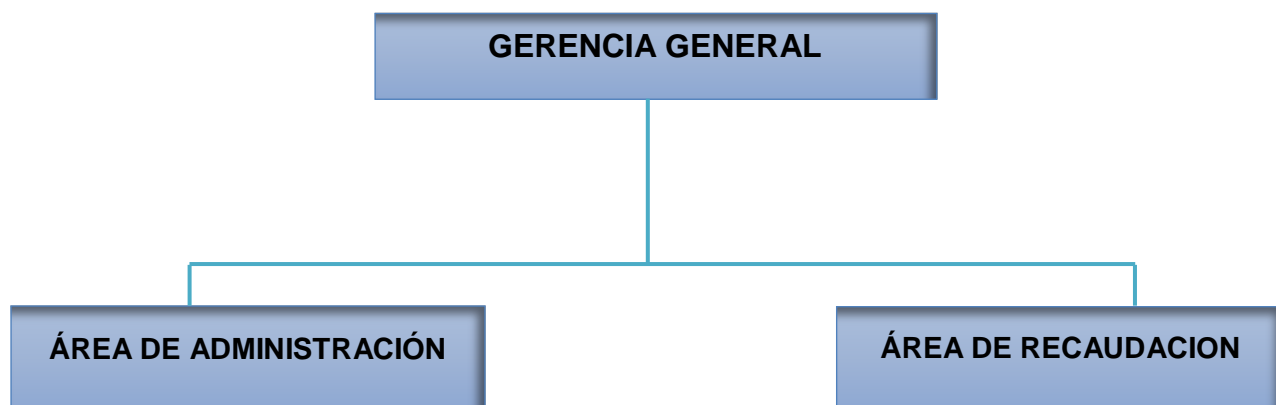 GERENCIA GENERAL
ÁREA DE ADMINISTRACIÓN
ÁREA DE RECAUDACION